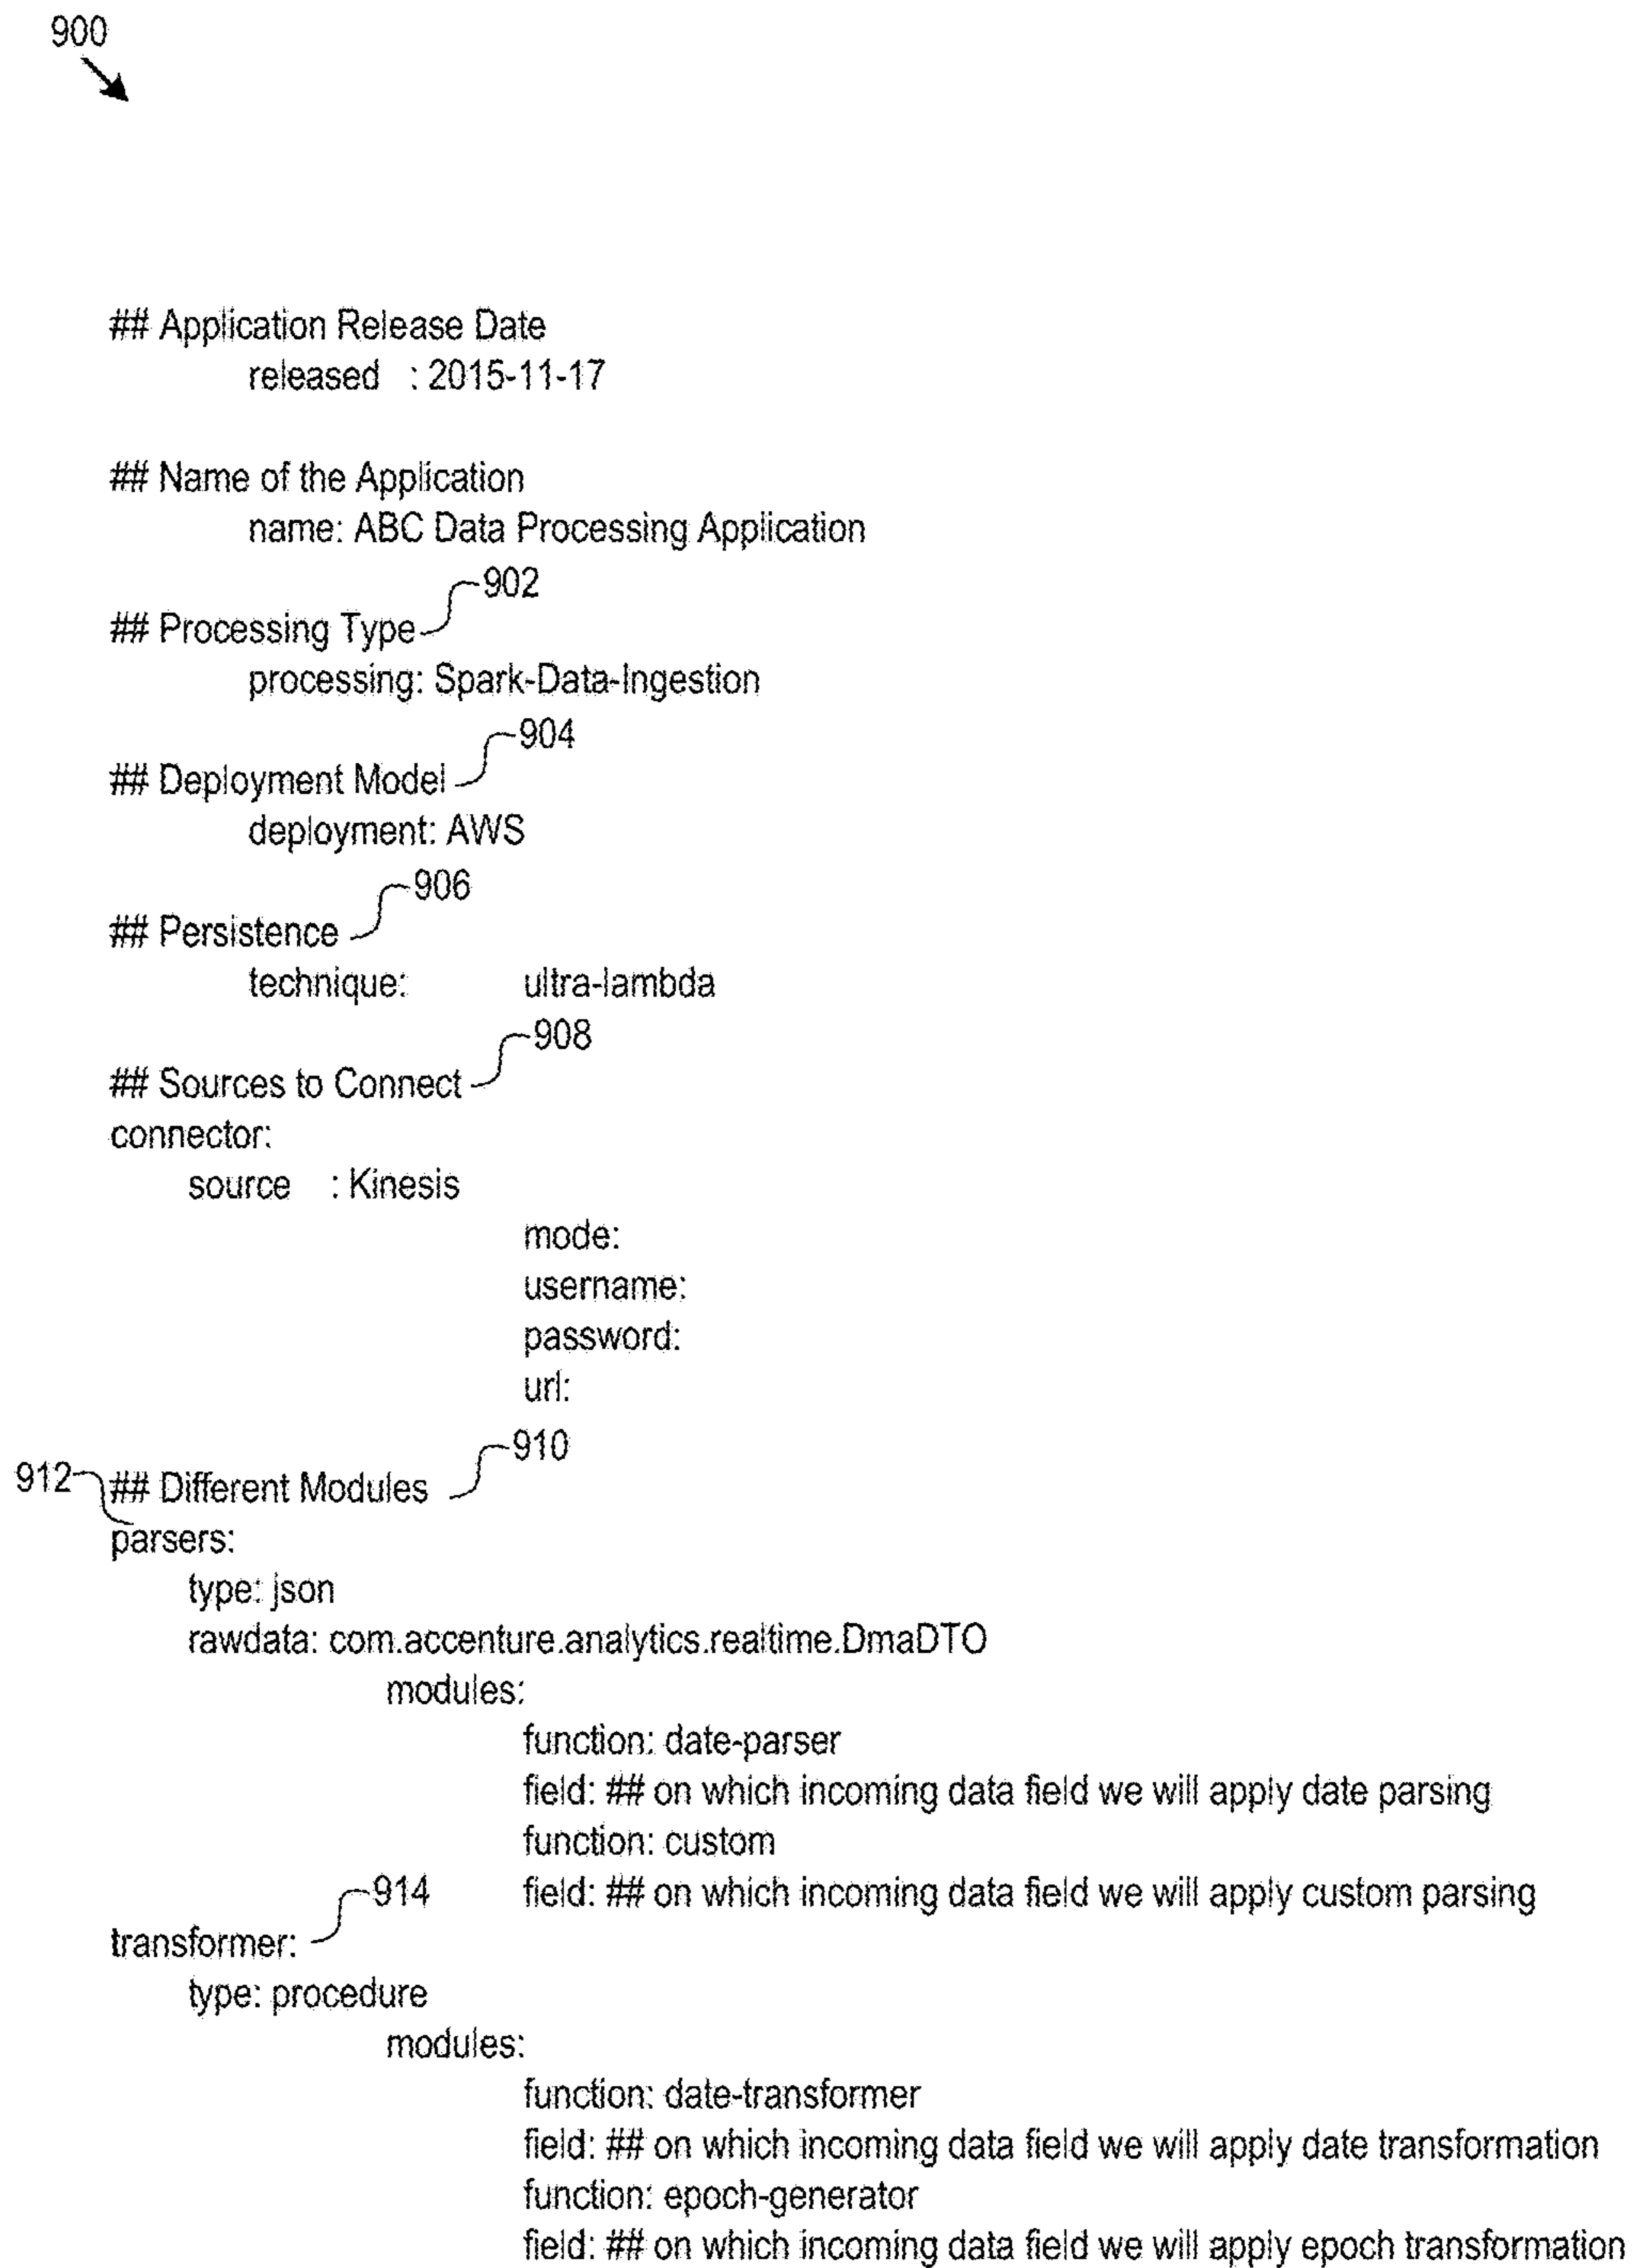 900
## Application Release Date
released : 2015-11-17
## Name of the Application
name: ABC Data Processing Application
902
## Processing Type
processing: Spark-Data-Ingestion
904
## Deployment Model
deployment: AWS
906
## Persistence
technique: ultra-lambda
908
## Sources to Connect
connector:
source : Kinesis
mode:
username:
password:
url:
910
912 ## Different Modules
parsers:
type: json
rawdata: com.accenture.analytics.realtime.DmaDTO
modules:
function: date-parser
field: ## on which incoming data field we will apply date parsing
function: custom
914 field: ## on which incoming data field we will apply custom parsing
transformer:
type: procedure
modules:
function: date-transformer
field: ## on which incoming data field we will apply date transformation
function: epoch-generator
field: ## on which incoming data field we will apply epoch transformation